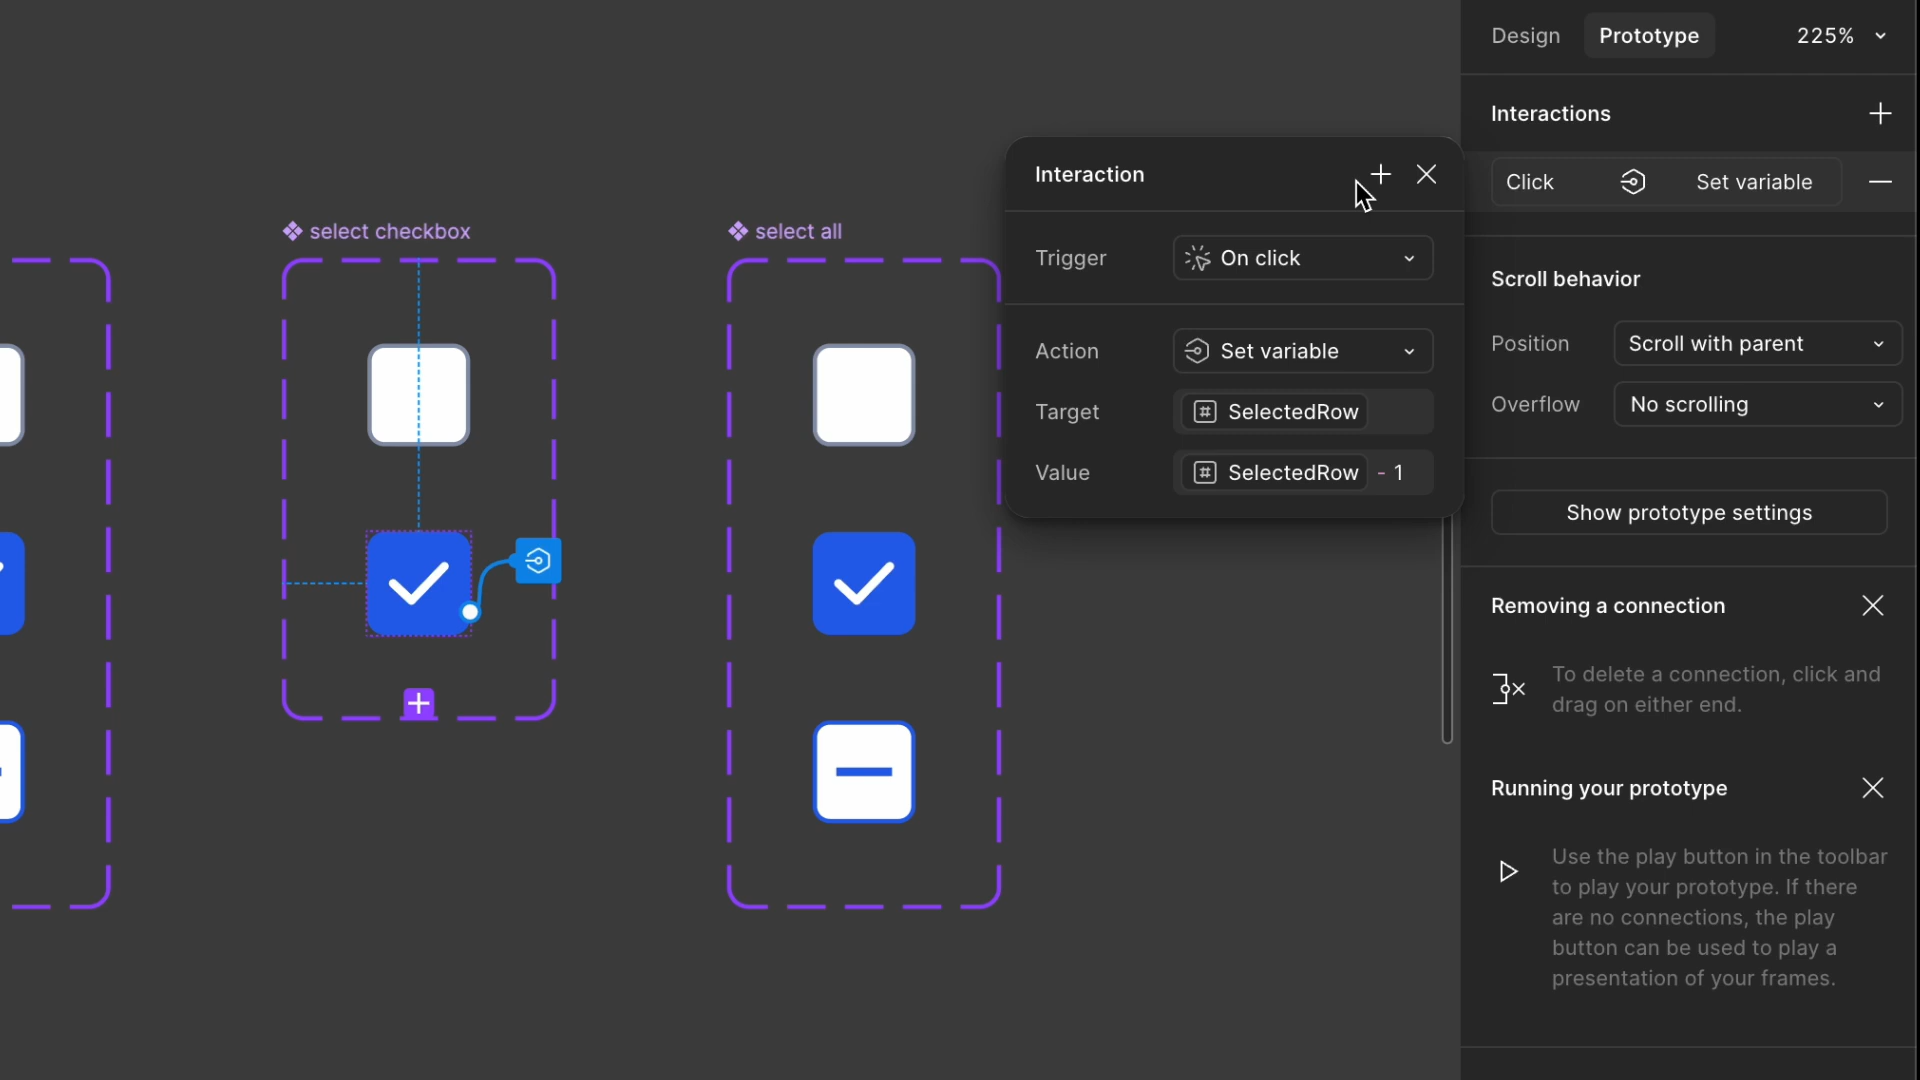 Design
Prototype
225%
Interactions
Click
Set variable
Interaction
Trigger
On click
Action
Set variable
Target
SelectedRow
Value
SelectedRow - 1
select checkbox
select all
Scroll behavior
Position
Scroll with parent
Overflow
No scrolling
Show prototype settings
Removing a connection
To delete a connection, click and
drag on either end.
Running your prototype
Use the play button in the toolbar
to play your prototype. If there
are no connections, the play
button can be used to play a
presentation of your frames.